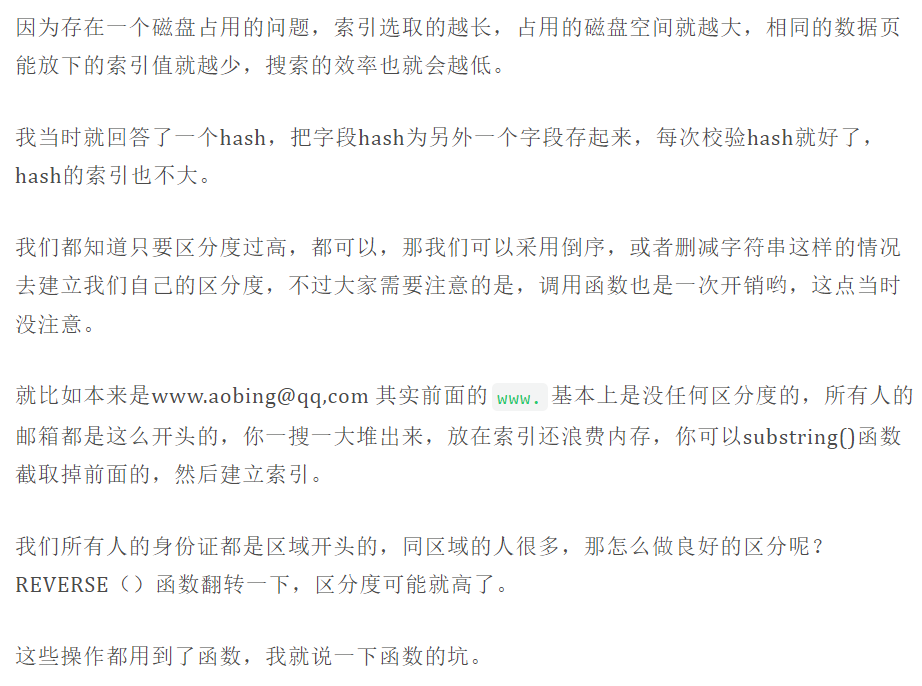 因为存在一个磁盘占用的问题，索引选取的越长，占用的磁盘空间就越大，相同的数据页
能放下的索引值就越少，搜索的效率也就会越低。
我当时就回答了一个hash，把字段hash为另外一个字段存起来，每次校验hash就好了，
hash的索引也不大。
我们都知道只要区分度过高，都可以，那我们可以采用倒序，或者删减字符串这样的情况
去建立我们自己的区分度，不过大家需要注意的是，调用函数也是一次开销哟，这点当时
没注意。
就比如本来是www.aobing@qq,com 其实前面的 www. 基本上是没任何区分度的，所有人的
邮箱都是这么开头的，你一搜一大堆出来，放在索引还浪费内存，你可以substring()函数
截取掉前面的，然后建立索引。
我们所有人的身份证都是区域开头的，同区域的人很多，那怎么做良好的区分呢？
REVERSE（）函数翻转一下，区分度可能就高了。
这些操作都用到了函数，我就说一下函数的坑。